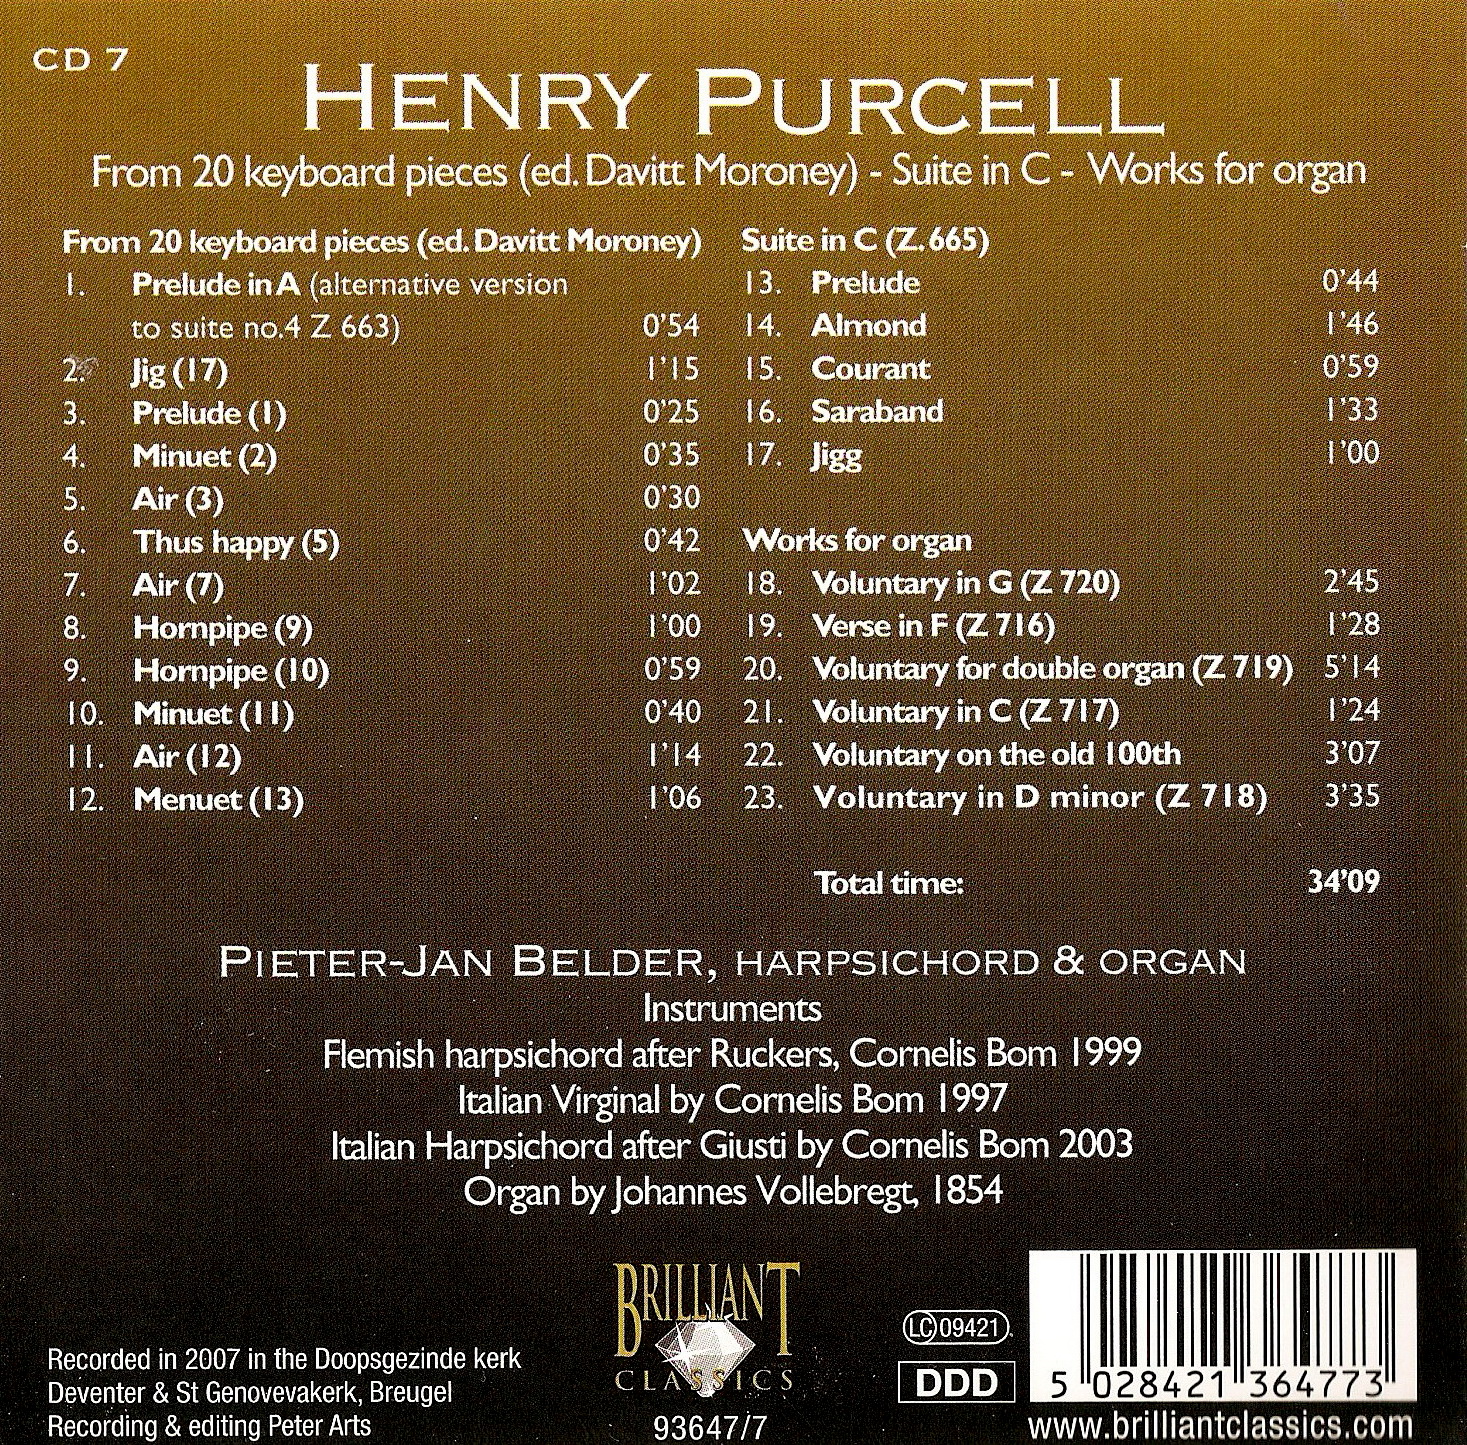 CD 7
HENRY PURCELL
From 20 keyboard pieces (ed. Davitt Moroney) - Suite in C - Works for organ
From 20 keyboard pieces (ed. Davitt Moroney)
1. Prelude in A (alternative version
to suite no.4 Z 663) 0'54
2. Jig (17) 1'15
3. Prelude (1) 0'25
4. Minuet (2) 0'35
5. Air (3) 0'30
6. Thus happy (5) 0'42
7. Air (7) 1'02
8. Hornpipe (9) 1'00
9. Hornpipe (10) 0'59
10. Minuet (11) 0'40
11. Air (12) 1'14
12. Menuet (13) 1'06
Suite in C (Z. 665)
13. Prelude 0'44
14. Almond 1'46
15. Courant 0'59
16. Saraband 1'33
17. Jigg 1'00
Works for organ
18. Voluntary in G (Z 720) 2'45
19. Verse in F (Z 716) 1'28
20. Voluntary for double organ (Z 719) 5'14
21. Voluntary in C (Z 717) 1'24
22. Voluntary on the old 100th 3'07
23. Voluntary in D minor (Z 718) 3'35
Total time: 34'09
PIETER-JAN BELDER, HARPSICHORD & ORGAN
Instruments
Flemish harpsichord after Ruckers, Cornelis Bom 1999
Italian Virginal by Cornelis Bom 1997
Italian Harpsichord after Giusti by Cornelis Bom 2003
Organ by Johannes Vollebregt, 1854
Recorded in 2007 in the Doopsgezinde kerk
Deventer & St Genovevakerk, Breugel
Recording & editing Peter Arts
BRILLIANT
CLASSICS
93647/7
LC 09421
DDD
5 028421 364773
www.brilliantclassics.com